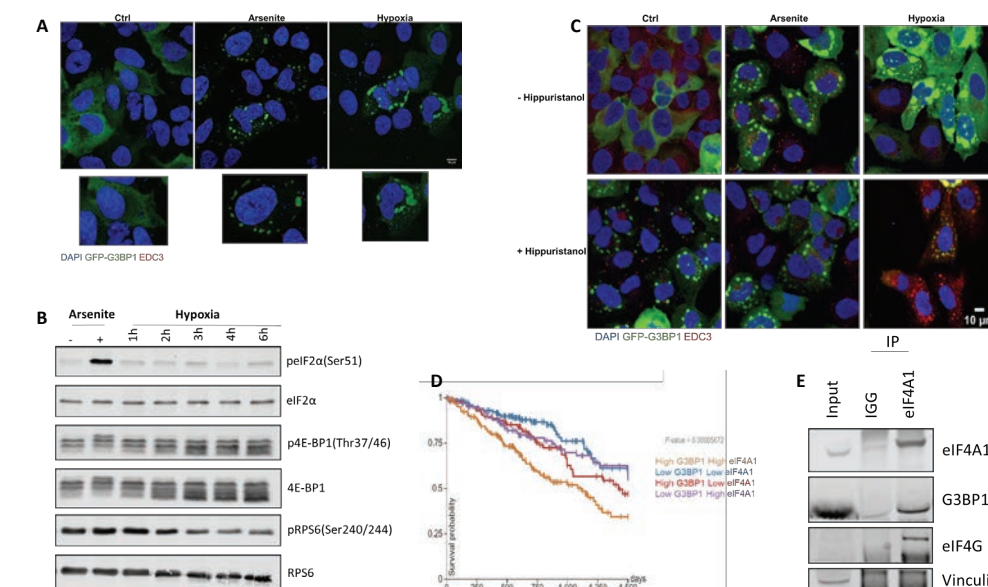 A
Ctrl Arsenite Hypoxia
DAPI GFP-G3BP1 EDC3
B
Arsenite Hypoxia
- + 1h 2h 3h 4h 6h
peIF2α(Ser51)
eIF2α
p4E-BP1(Thr37/46)
4E-BP1
pRPS6(Ser240/244)
RPS6
C
Ctrl Arsenite Hypoxia
- Hippuristanol
+ Hippuristanol
10 µm
DAPI GFP-G3BP1 EDC3
D
1
0.75
0.5
0.25
0
Survival probability
days
High G3BP1 High eIF4A1
Low G3BP1 Low eIF4A1
High G3BP1 Low eIF4A1
Low G3BP1 High eIF4A1
E
IP
Input IGG eIF4A1
eIF4A1
G3BP1
eIF4G
Vinculi